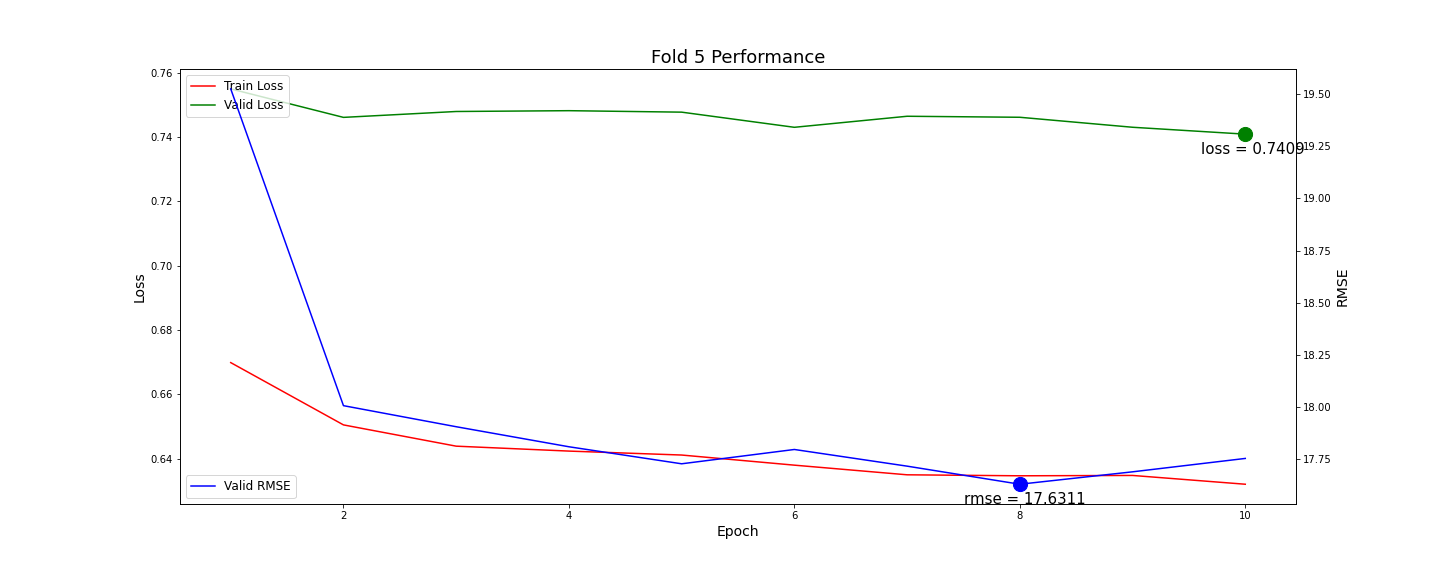 Fold 5 Performance
Train Loss
Valid Loss
Valid RMSE
0.76
0.74
0.72
0.70
0.68
0.66
0.64
Loss
19.50
19.25
19.00
18.75
18.50
18.25
18.00
17.75
RMSE
loss = 0.7409
rmse = 17.6311
2
4
6
8
10
Epoch